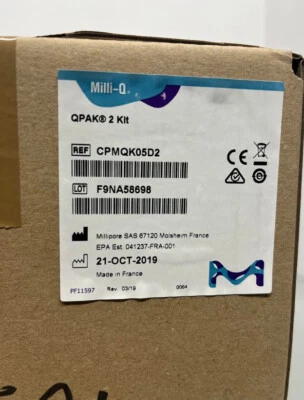 Milli-Q®
QPAK® 2 Kit
REF CPMQK05D2
LOT F9NA58698
Millipore SAS 67120 Molsheim France
EPA Est. 041237-FRA-001
21-OCT-2019
Made in France
PF11597 Rev. 03/19 0064
CE
M